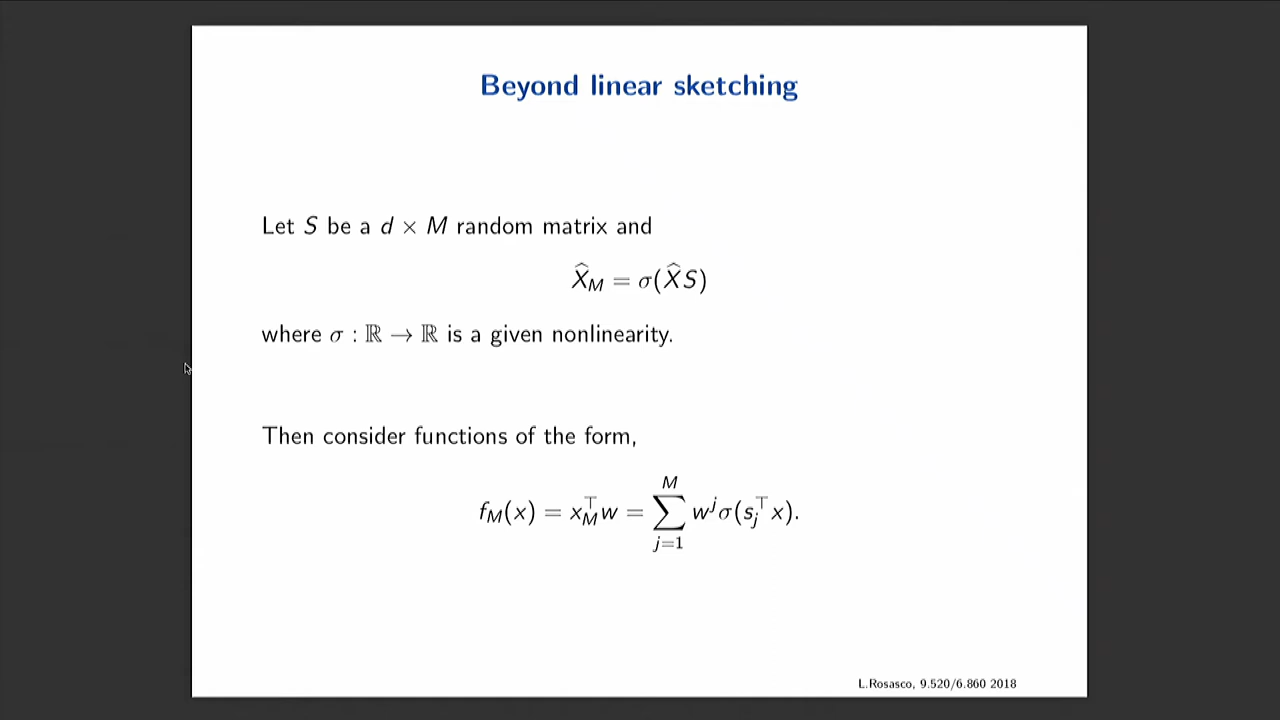 Beyond linear sketching
Let S be a d × M random matrix and
X̂_M = σ(X̂S)
where σ : ℝ → ℝ is a given nonlinearity.
Then consider functions of the form,
f_M(x) = x_M^⊤ w = ∑_{j=1}^{M} w^j σ(s_j^⊤ x).
L.Rosasco, 9.520/6.860 2018